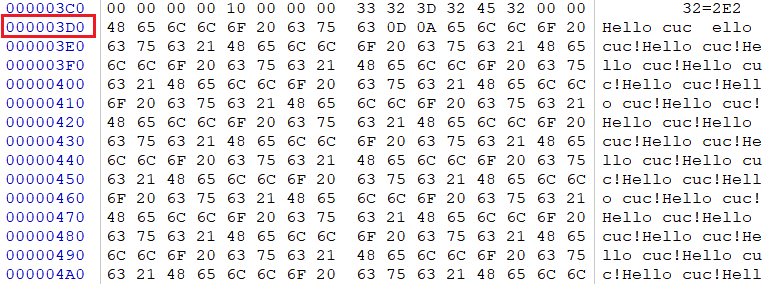 000003C0 00 00 00 00 10 00 00 00 33 32 3D 32 45 32 00 00 32=2E2
000003D0 48 65 6C 6C 6F 20 63 75 63 0D 0A 65 6C 6C 6F 20 Hello cuc ello
000003E0 63 75 63 21 48 65 6C 6C 6F 20 63 75 63 21 48 65 cuc!Hello cuc!He
000003F0 6C 6C 6F 20 63 75 63 21 48 65 6C 6C 6F 20 63 75 llo cuc!Hello cu
00000400 63 21 48 65 6C 6C 6F 20 63 75 63 21 48 65 6C 6C c!Hello cuc!Hell
00000410 6F 20 63 75 63 21 48 65 6C 6C 6F 20 63 75 63 21 o cuc!Hello cuc!
00000420 48 65 6C 6C 6F 20 63 75 63 21 48 65 6C 6C 6F 20 Hello cuc!Hello
00000430 63 75 63 21 48 65 6C 6C 6F 20 63 75 63 21 48 65 cuc!Hello cuc!He
00000440 6C 6C 6F 20 63 75 63 21 48 65 6C 6C 6F 20 63 75 llo cuc!Hello cu
00000450 63 21 48 65 6C 6C 6F 20 63 75 63 21 48 65 6C 6C c!Hello cuc!Hell
00000460 6F 20 63 75 63 21 48 65 6C 6C 6F 20 63 75 63 21 o cuc!Hello cuc!
00000470 48 65 6C 6C 6F 20 63 75 63 21 48 65 6C 6C 6F 20 Hello cuc!Hello
00000480 63 75 63 21 48 65 6C 6C 6F 20 63 75 63 21 48 65 cuc!Hello cuc!He
00000490 6C 6C 6F 20 63 75 63 21 48 65 6C 6C 6F 20 63 75 llo cuc!Hello cu
000004A0 63 21 48 65 6C 6C 6F 20 63 75 63 21 48 65 6C 6C c!Hello cuc!Hell